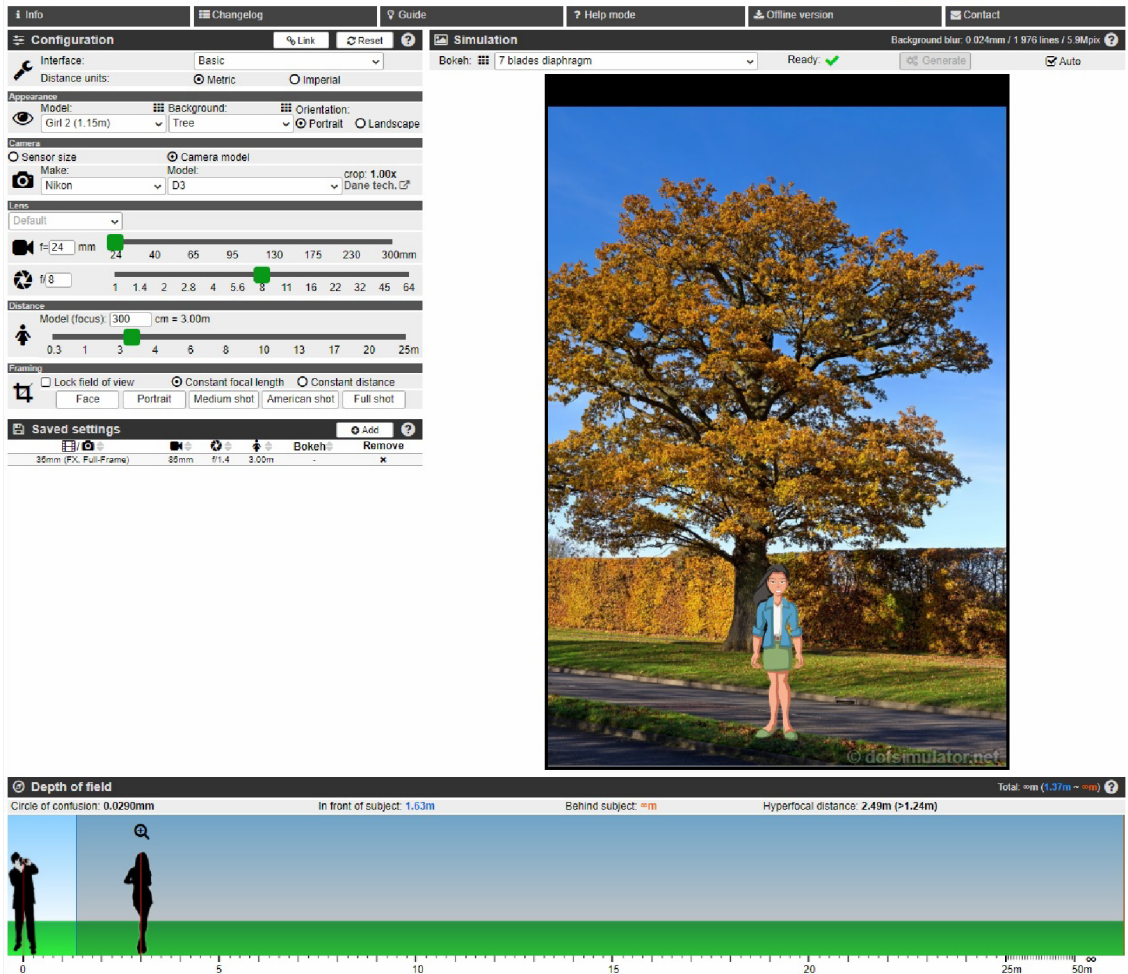 Info
Changelog
Guide
? Help mode
Offline version
Contact
Configuration
Link
Reset
?
Interface:
Basic
Distance units:
Metric
Imperial
Appearance
Model:
Background:
Orientation:
Girl 2 (1.15m)
Tree
Portrait
Landscape
Camera
Sensor size
Camera model
Make:
Model:
crop: 1.00x
Nikon
D3
Dane tech.
Lens
Default
f= 24 mm
24 40 65 95 130 175 230 300mm
f/ 8
1 1.4 2 2.8 4 5.6 8 11 16 22 32 45 64
Distance
Model (focus): 300 cm = 3.00m
0.3 1 3 4 6 8 10 13 17 20 25m
Framing
Lock field of view
Constant focal length
Constant distance
Face
Portrait
Medium shot
American shot
Full shot
Saved settings
Add
?
Bokeh
Remove
35mm (FX, Full-Frame) 85mm f/1.4 3.00m -
Simulation
Background blur: 0.024mm / 1 976 lines / 5.9Mpix
?
Bokeh:
7 blades diaphragm
Ready:
Generate
Auto
© dofsimulator.net
Depth of field
Total: ∞m (1.37m ~ ∞m)
?
Circle of confusion: 0.0290mm
In front of subject: 1.63m
Behind subject: ∞m
Hyperfocal distance: 2.49m (>1.24m)
0 5 10 15 20 25m 50m ∞